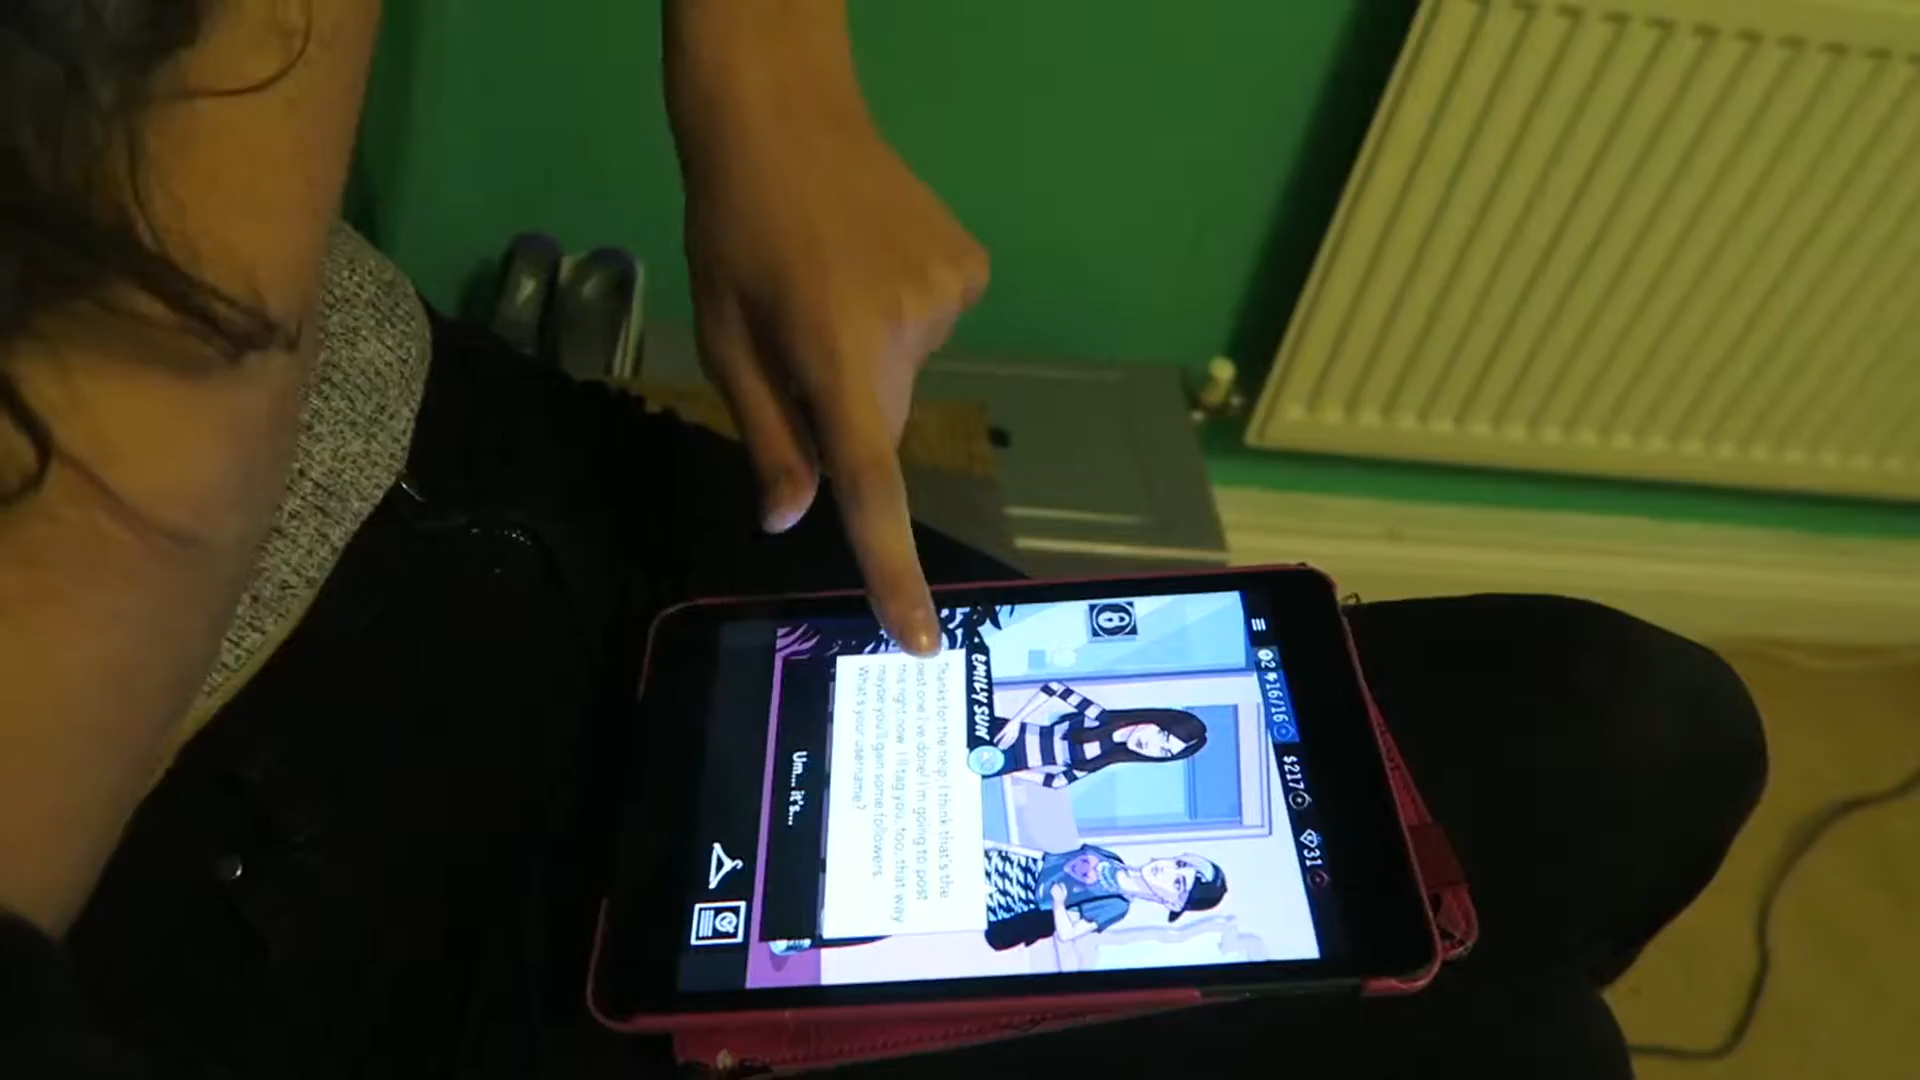 2 16/16 $217 31
EMILY SUN
Thanks for the help, I think that's the
best one I've done! I'm going to post
this right now. I'll tag you, too, that way
maybe you'll gain some followers.
What's your username?
Um... it's...